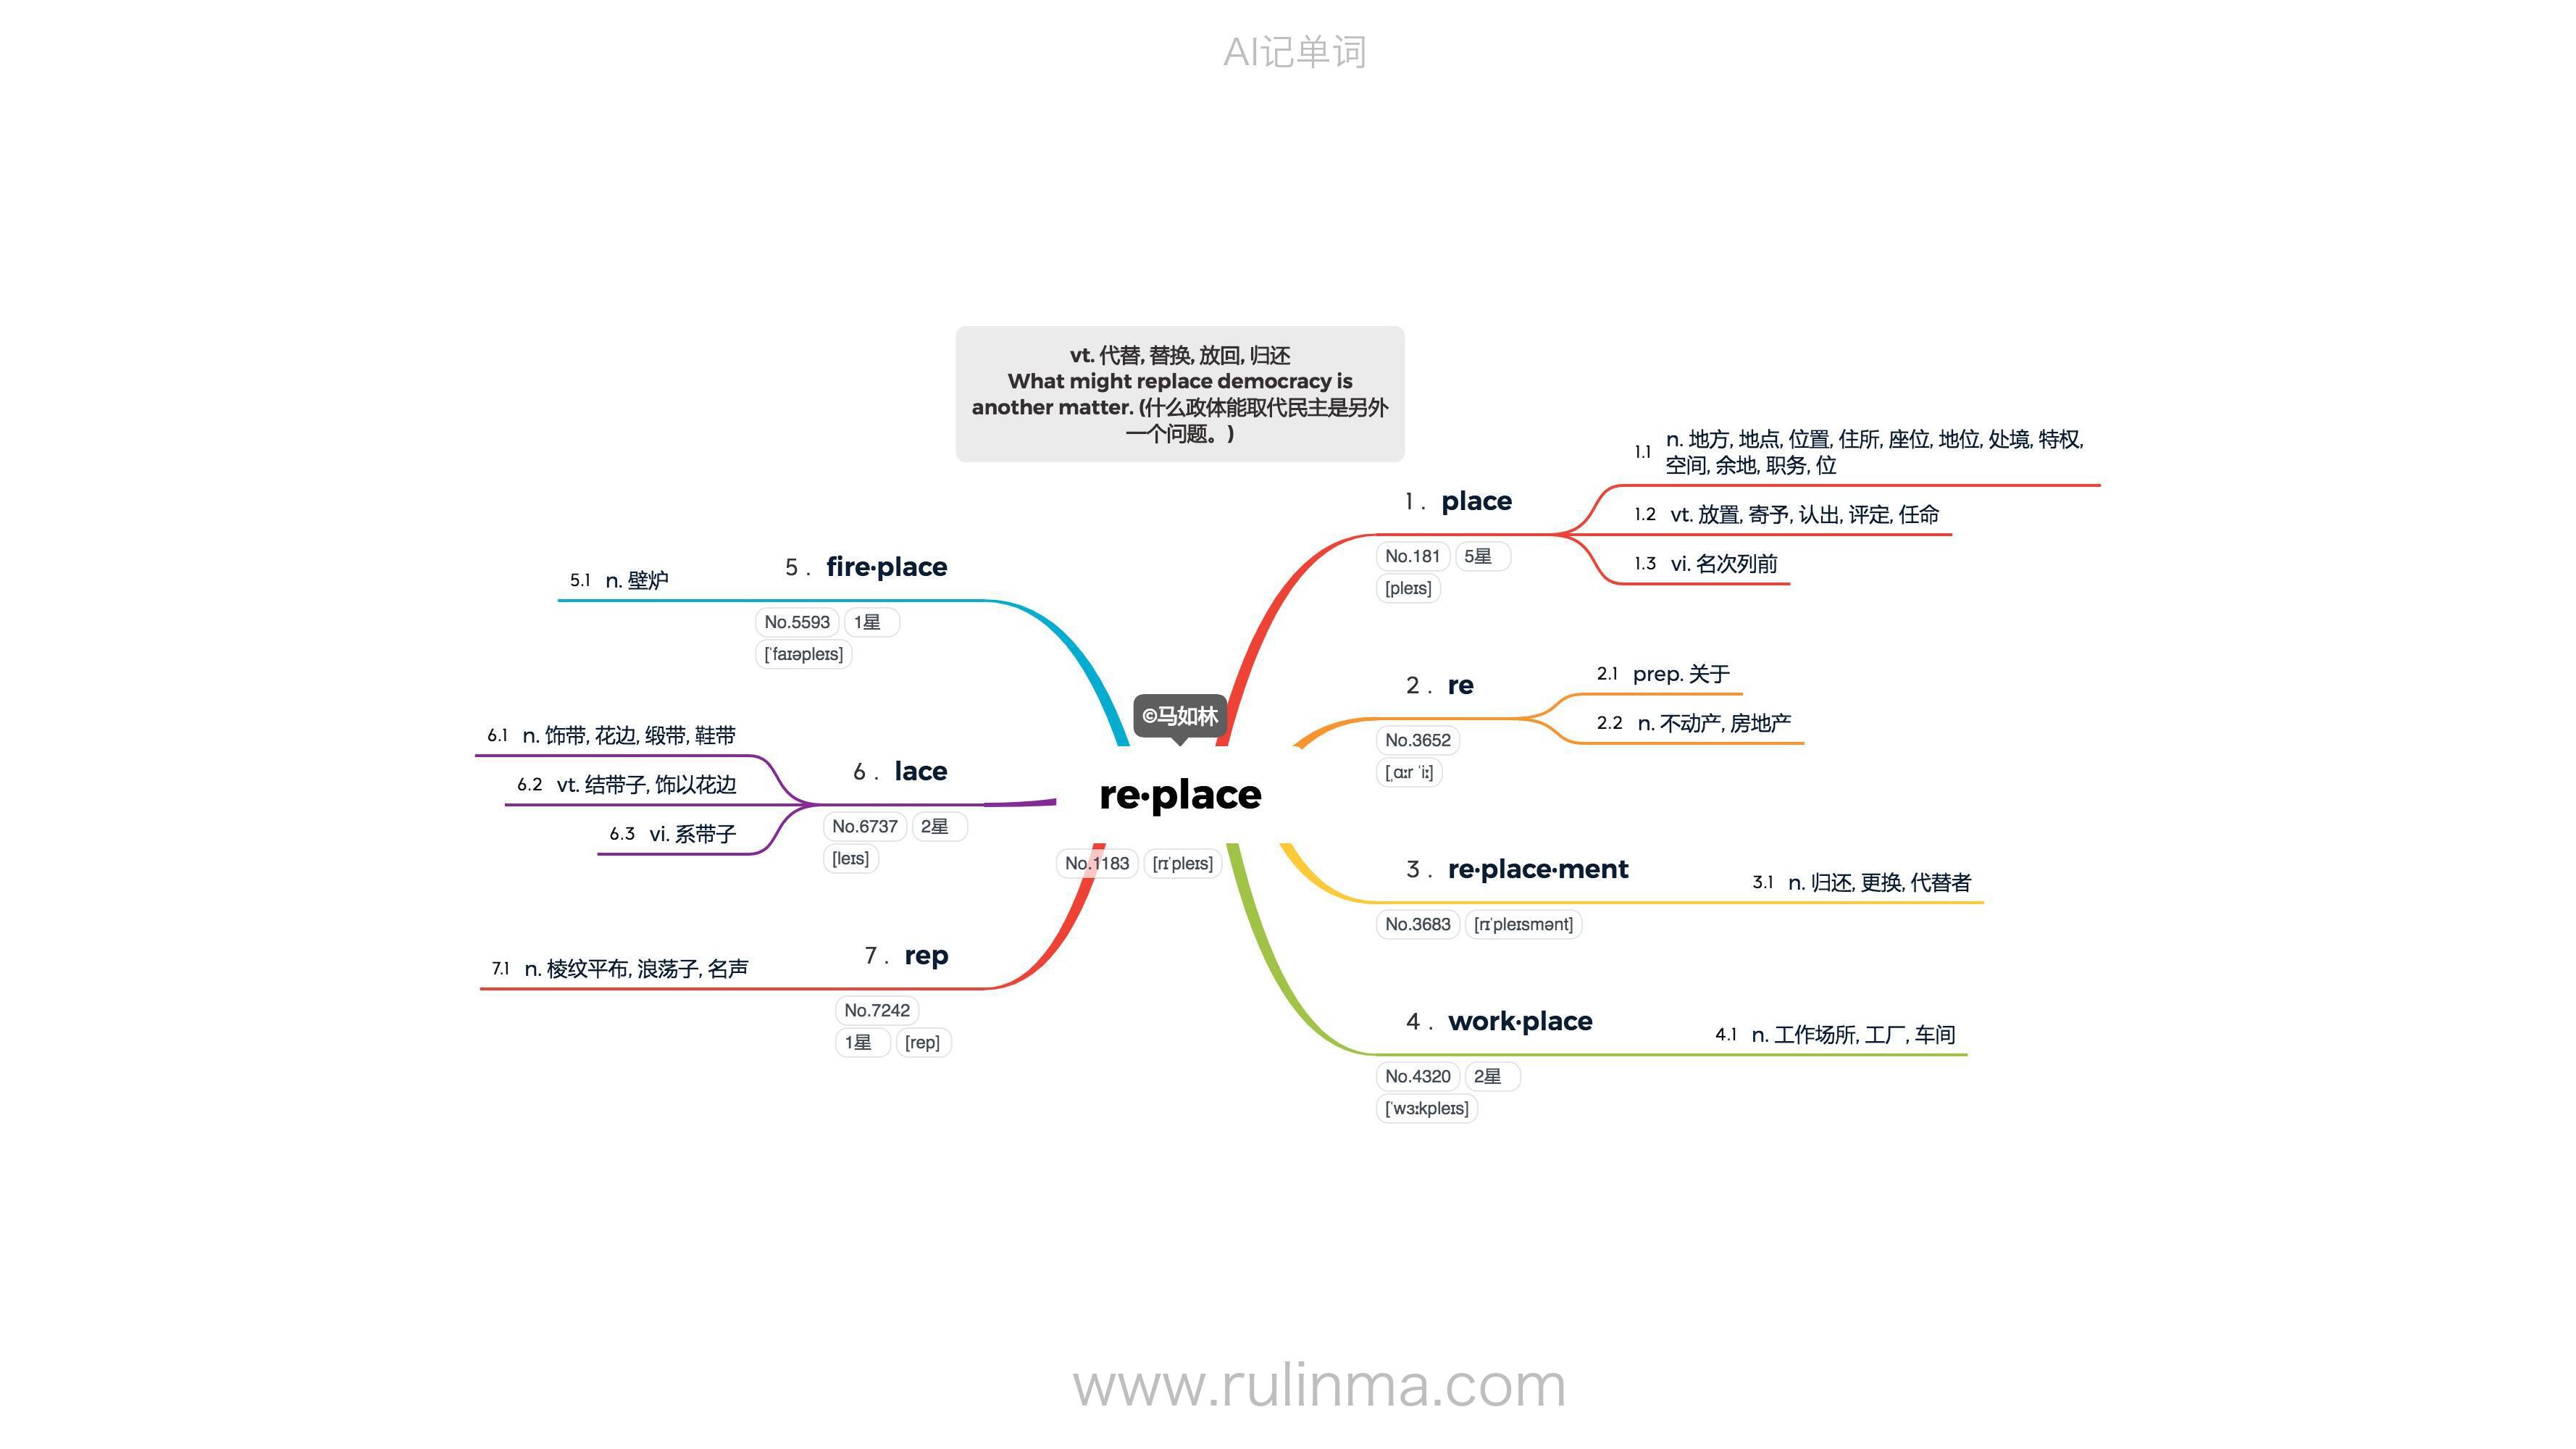 AI记单词
vt. 代替, 替换, 放回, 归还
What might replace democracy is
another matter. (什么政体能取代民主是另外
一个问题。)
©马如林
re·place
No.1183 [rɪˈpleɪs]
1 . place
No.181 5星
[pleɪs]
1.1 n. 地方, 地点, 位置, 住所, 座位, 地位, 处境, 特权,
空间, 余地, 职务, 位
1.2 vt. 放置, 寄予, 认出, 评定, 任命
1.3 vi. 名次列前
2 . re
No.3652
[ˌɑːr ˈiː]
2.1 prep. 关于
2.2 n. 不动产, 房地产
3 . re·place·ment
No.3683 [rɪˈpleɪsmənt]
3.1 n. 归还, 更换, 代替者
4 . work·place
No.4320 2星
[ˈwɜːkpleɪs]
4.1 n. 工作场所, 工厂, 车间
5 . fire·place
No.5593 1星
[ˈfaɪəpleɪs]
5.1 n. 壁炉
6 . lace
No.6737 2星
[leɪs]
6.1 n. 饰带, 花边, 缎带, 鞋带
6.2 vt. 结带子, 饰以花边
6.3 vi. 系带子
7 . rep
No.7242
1星 [rep]
7.1 n. 棱纹平布, 浪荡子, 名声
www.rulinma.com